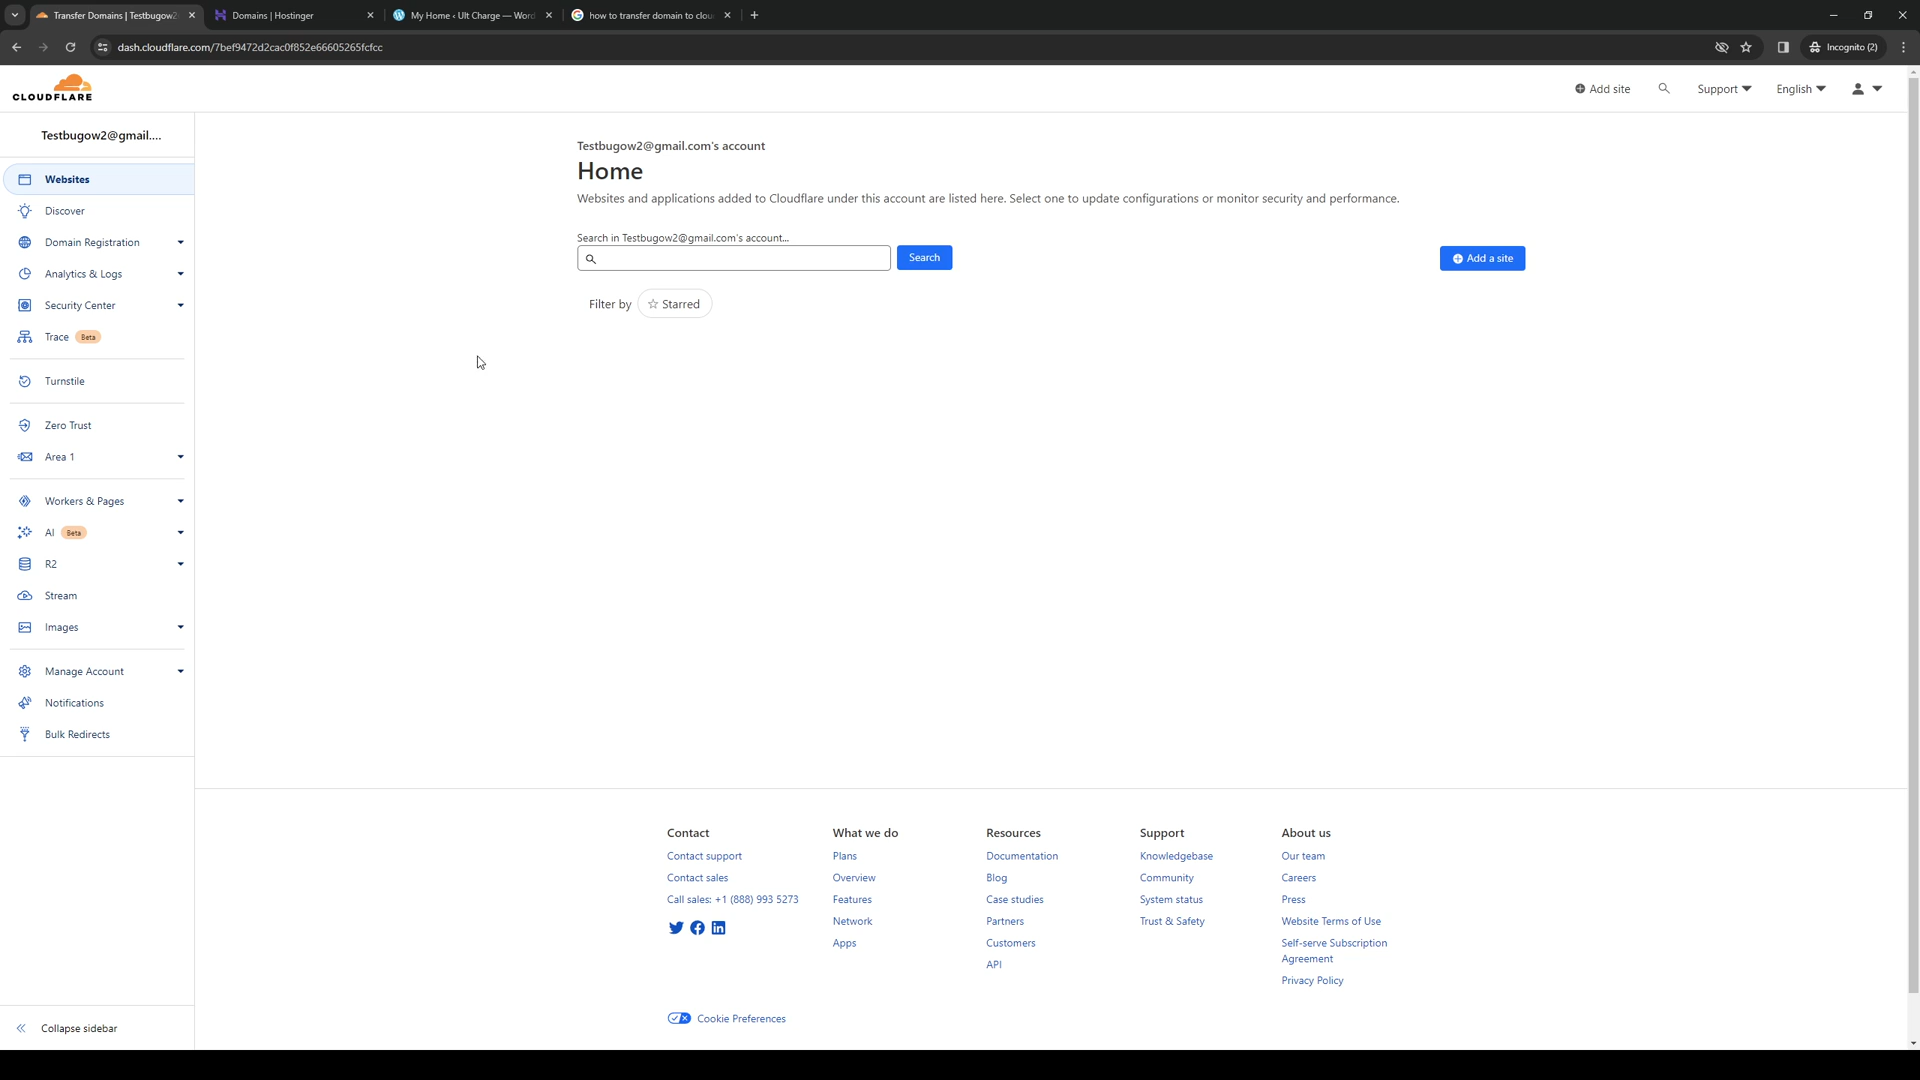 Transfer Domains | Testbugow2
Domains | Hostinger
My Home ‹ Ult Charge — Word
how to transfer domain to clou
dash.cloudflare.com/7bef9472d2cac0f852e66605265fcfcc
Incognito (2)
CLOUDFLARE
Add site
Support
English
Testbugow2@gmail....
Websites
Discover
Domain Registration
Analytics & Logs
Security Center
Trace Beta
Turnstile
Zero Trust
Area 1
Workers & Pages
AI Beta
R2
Stream
Images
Manage Account
Notifications
Bulk Redirects
Collapse sidebar
Testbugow2@gmail.com's account
Home
Websites and applications added to Cloudflare under this account are listed here. Select one to update configurations or monitor security and performance.
Search in Testbugow2@gmail.com's account...
Search
Add a site
Filter by
Starred
Contact
Contact support
Contact sales
Call sales: +1 (888) 993 5273
What we do
Plans
Overview
Features
Network
Apps
Resources
Documentation
Blog
Case studies
Partners
Customers
API
Support
Knowledgebase
Community
System status
Trust & Safety
About us
Our team
Careers
Press
Website Terms of Use
Self-serve Subscription
Agreement
Privacy Policy
Cookie Preferences